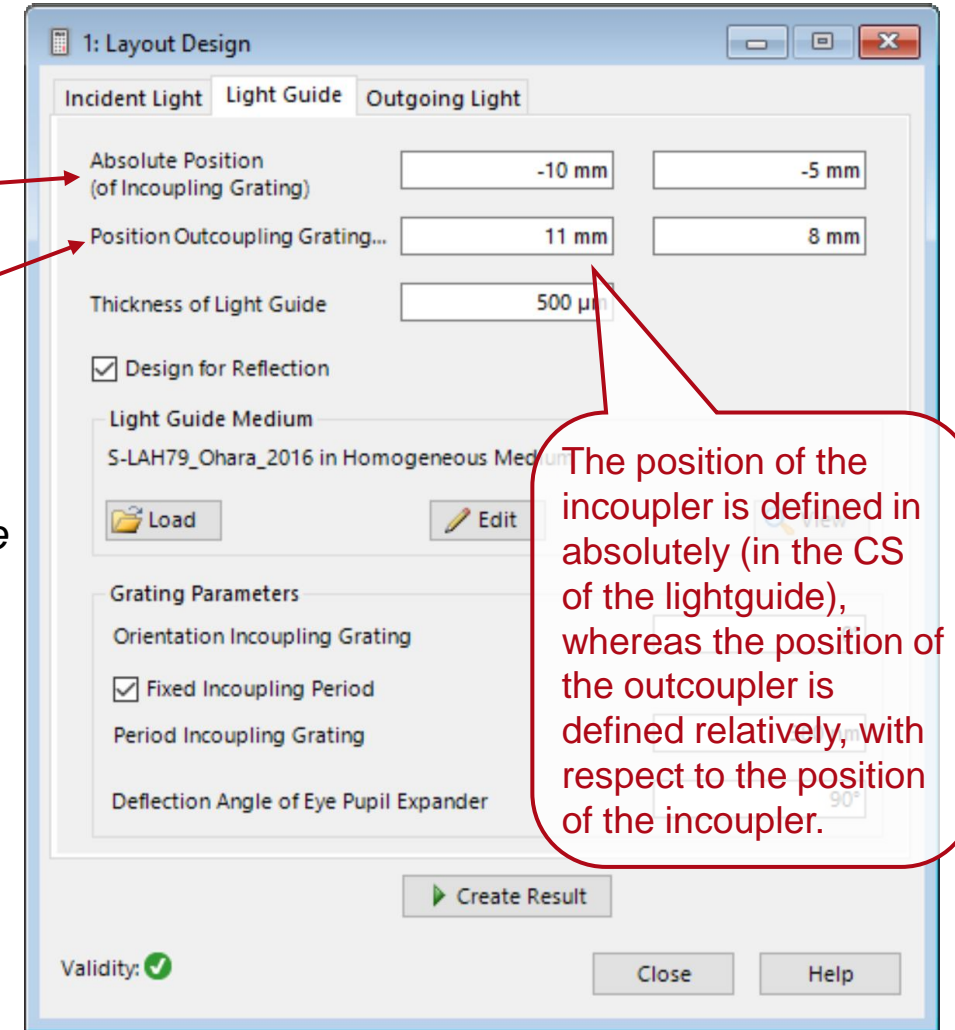 1: Layout Design
Incident Light Light Guide Outgoing Light
Absolute Position
(of Incoupling Grating)
-10 mm
-5 mm
Position Outcoupling Grating...
11 mm
8 mm
Thickness of Light Guide
500 µm
Design for Reflection
Light Guide Medium
S-LAH79_Ohara_2016 in Homogeneous Medium
Load
Edit
View
e
Grating Parameters
Orientation Incoupling Grating
Fixed Incoupling Period
Period Incoupling Grating
Deflection Angle of Eye Pupil Expander
90°
The position of the
incoupler is defined in
absolutely (in the CS
of the lightguide),
whereas the position of
the outcoupler is
defined relatively, with
respect to the position
of the incoupler.
Create Result
Validity:
Close
Help